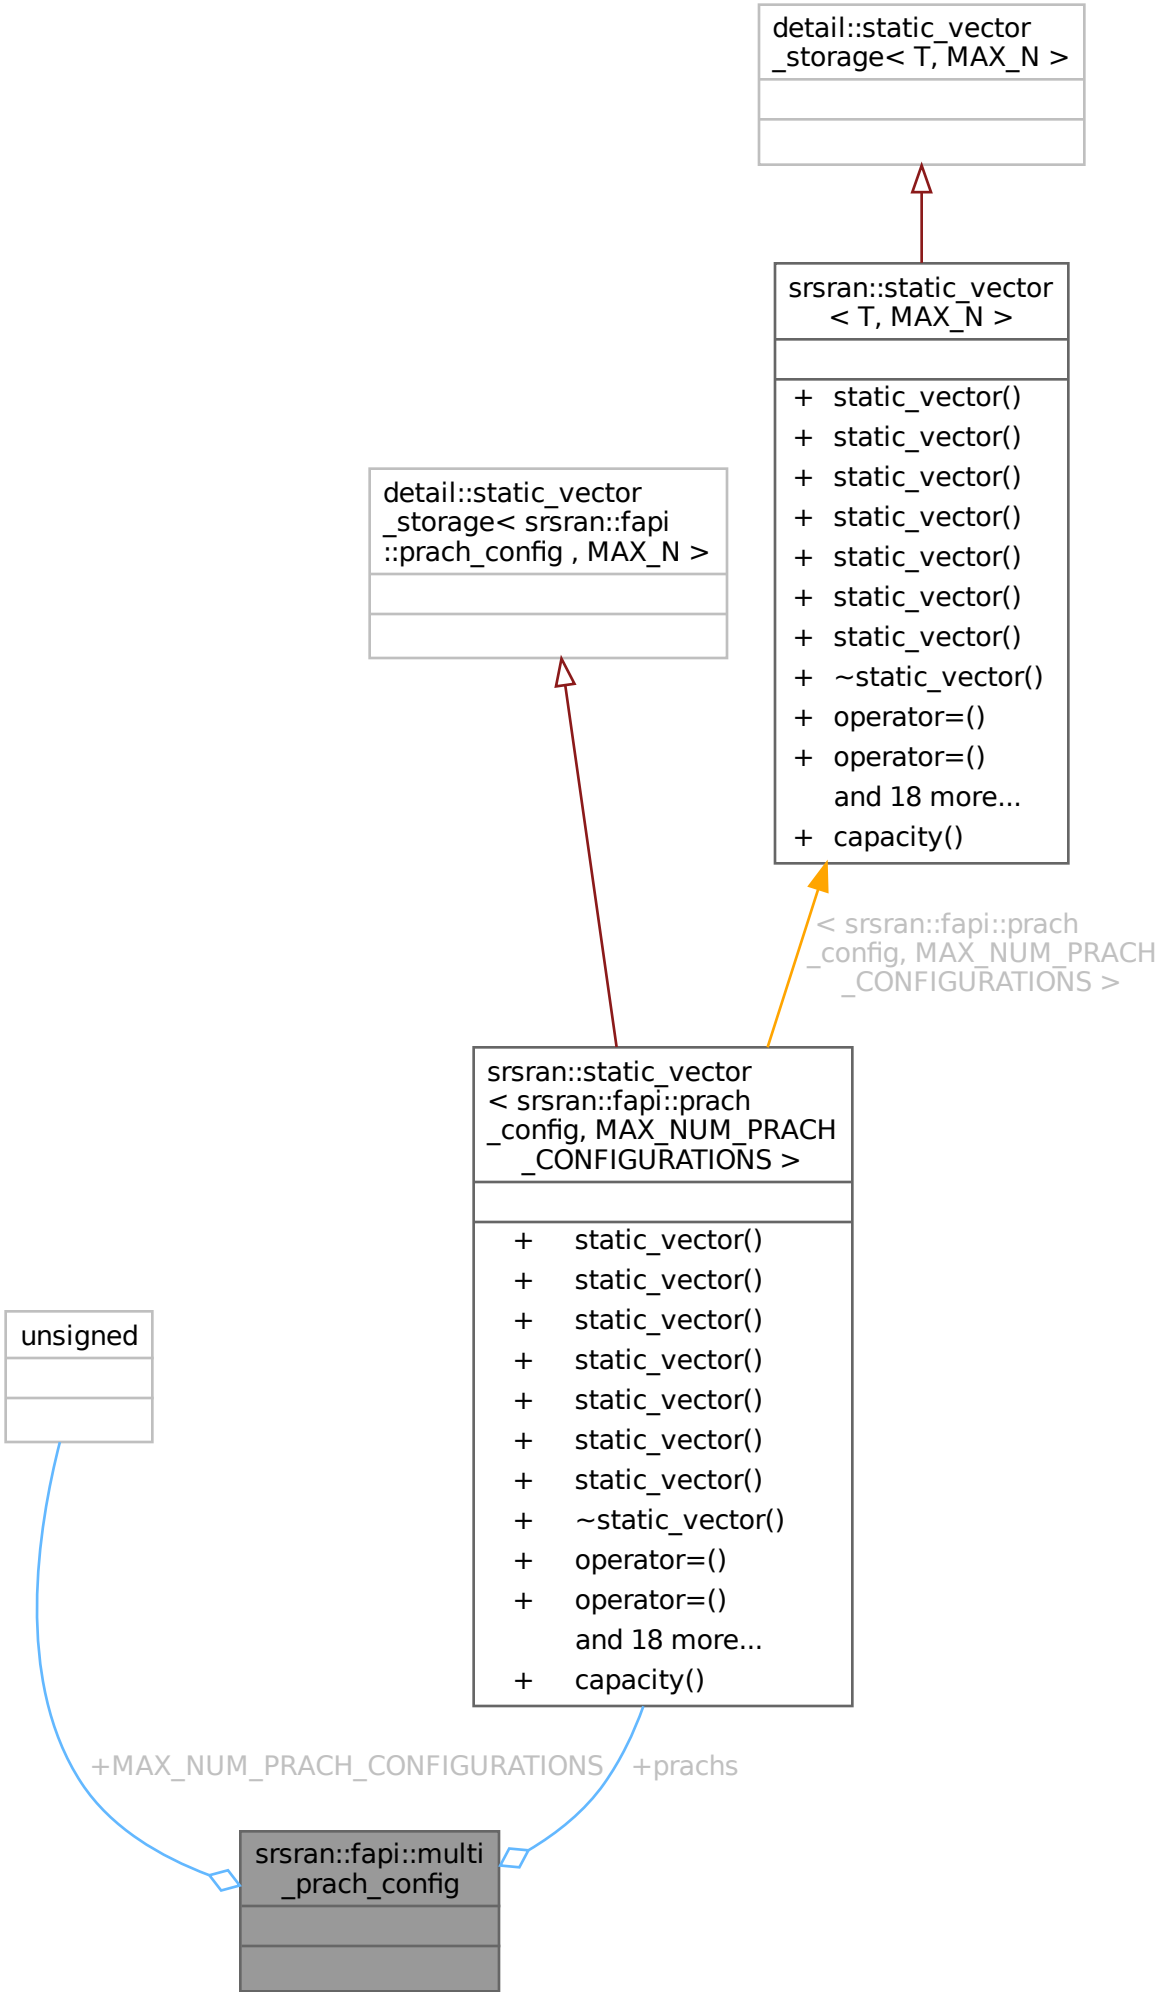 detail::static_vector
_storage< T, MAX_N >
srsran::static_vector
< T, MAX_N >
+ static_vector()
+ static_vector()
+ static_vector()
+ static_vector()
+ static_vector()
+ static_vector()
+ static_vector()
+ ~static_vector()
+ operator=()
+ operator=()
and 18 more...
+ capacity()
detail::static_vector
_storage< srsran::fapi
::prach_config , MAX_N >
< srsran::fapi::prach
_config, MAX_NUM_PRACH
_CONFIGURATIONS >
srsran::static_vector
< srsran::fapi::prach
_config, MAX_NUM_PRACH
_CONFIGURATIONS >
+ static_vector()
+ static_vector()
+ static_vector()
+ static_vector()
+ static_vector()
+ static_vector()
+ static_vector()
+ ~static_vector()
+ operator=()
+ operator=()
and 18 more...
+ capacity()
unsigned
+MAX_NUM_PRACH_CONFIGURATIONS
+prachs
srsran::fapi::multi
_prach_config